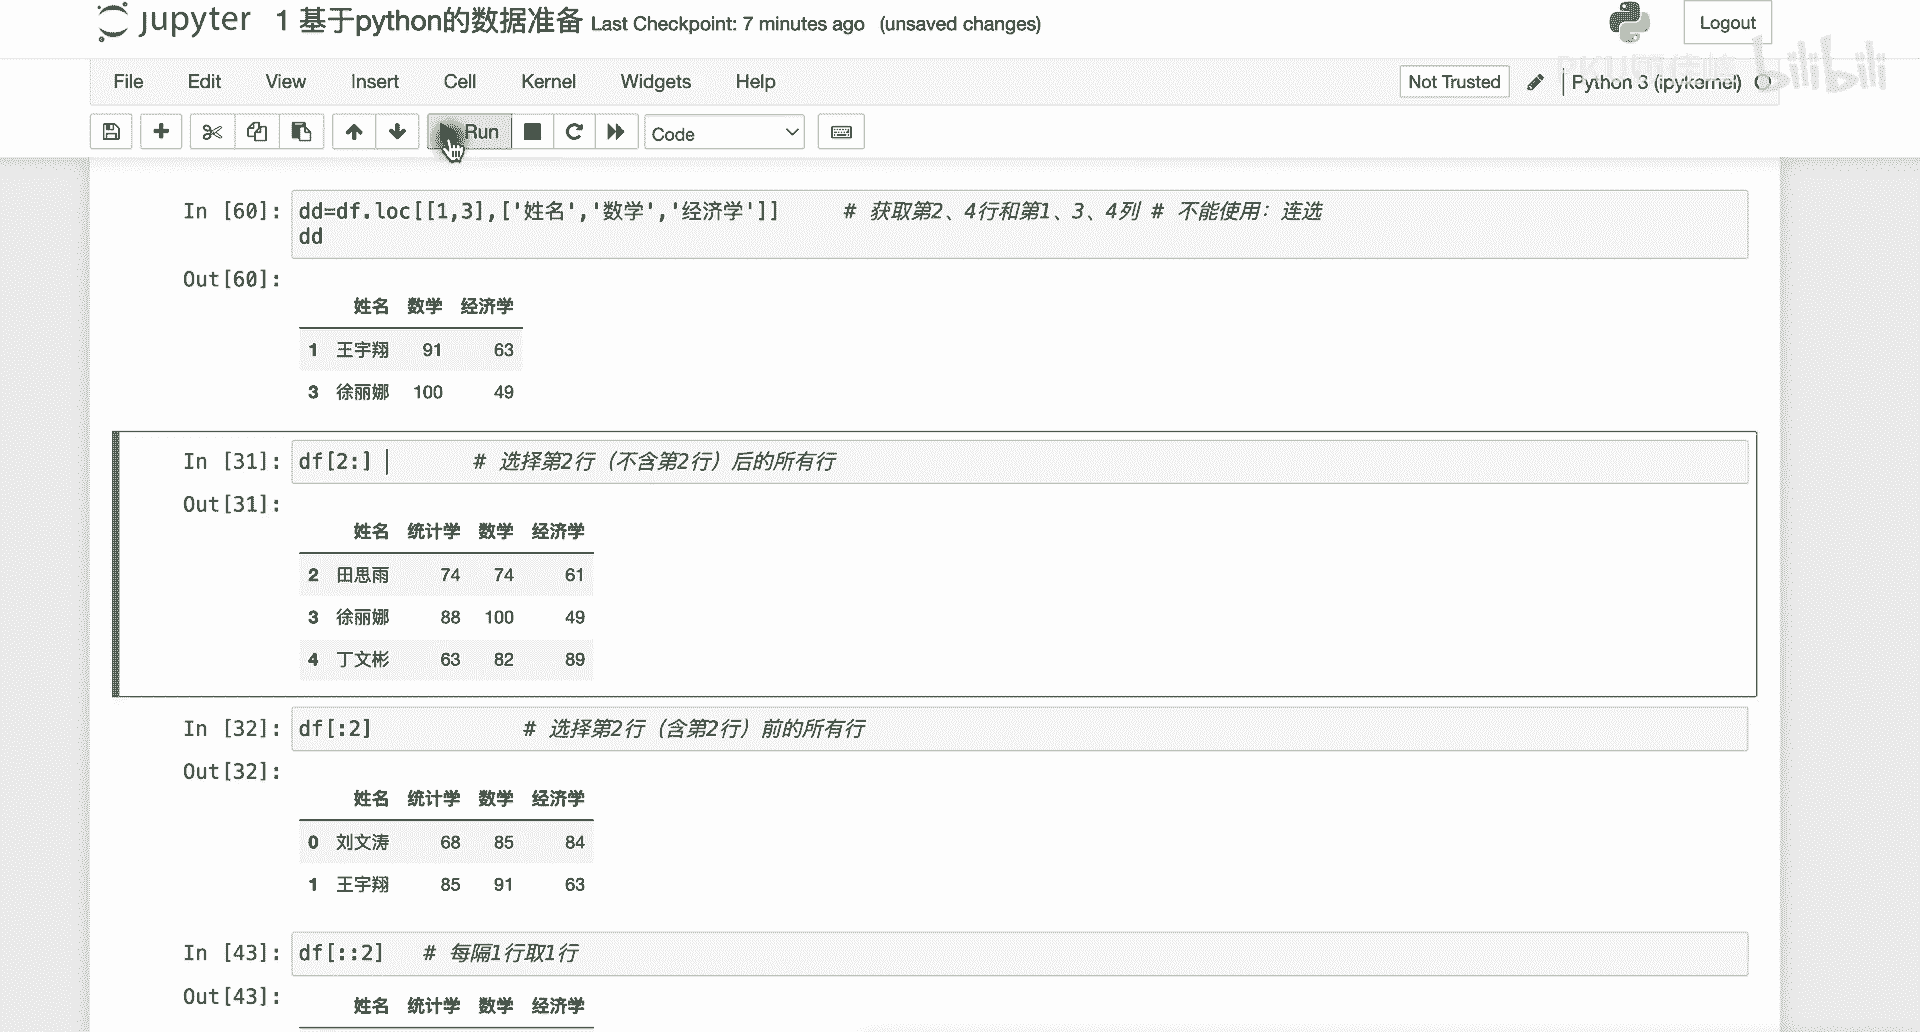 jupyter 1 基于python的数据准备 Last Checkpoint: 7 minutes ago (unsaved changes)
Logout
bilibili
File Edit View Insert Cell Kernel Widgets Help
Not Trusted Python 3 (ipykernel)
Run
Code
In [60]: dd=df.loc[[1,3],['姓名','数学','经济学']] # 获取第2、4行和第1、3、4列 # 不能使用：连选
dd
Out[60]:
姓名 数学 经济学
1 王宇翔 91 63
3 徐丽娜 100 49
In [31]: df[2:] # 选择第2行（不含第2行）后的所有行
Out[31]:
姓名 统计学 数学 经济学
2 田思雨 74 74 61
3 徐丽娜 88 100 49
4 丁文彬 63 82 89
In [32]: df[:2] # 选择第2行（含第2行）前的所有行
Out[32]:
姓名 统计学 数学 经济学
0 刘文涛 68 85 84
1 王宇翔 85 91 63
In [43]: df[::2] # 每隔1行取1行
Out[43]:
姓名 统计学 数学 经济学